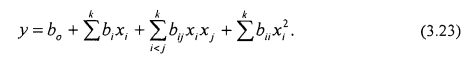 y = b_o + \sum^{k} b_i x_i + \sum_{i<j}^{k} b_{ij} x_i x_j + \sum^{k} b_{ii} x_i^2. (3.23)